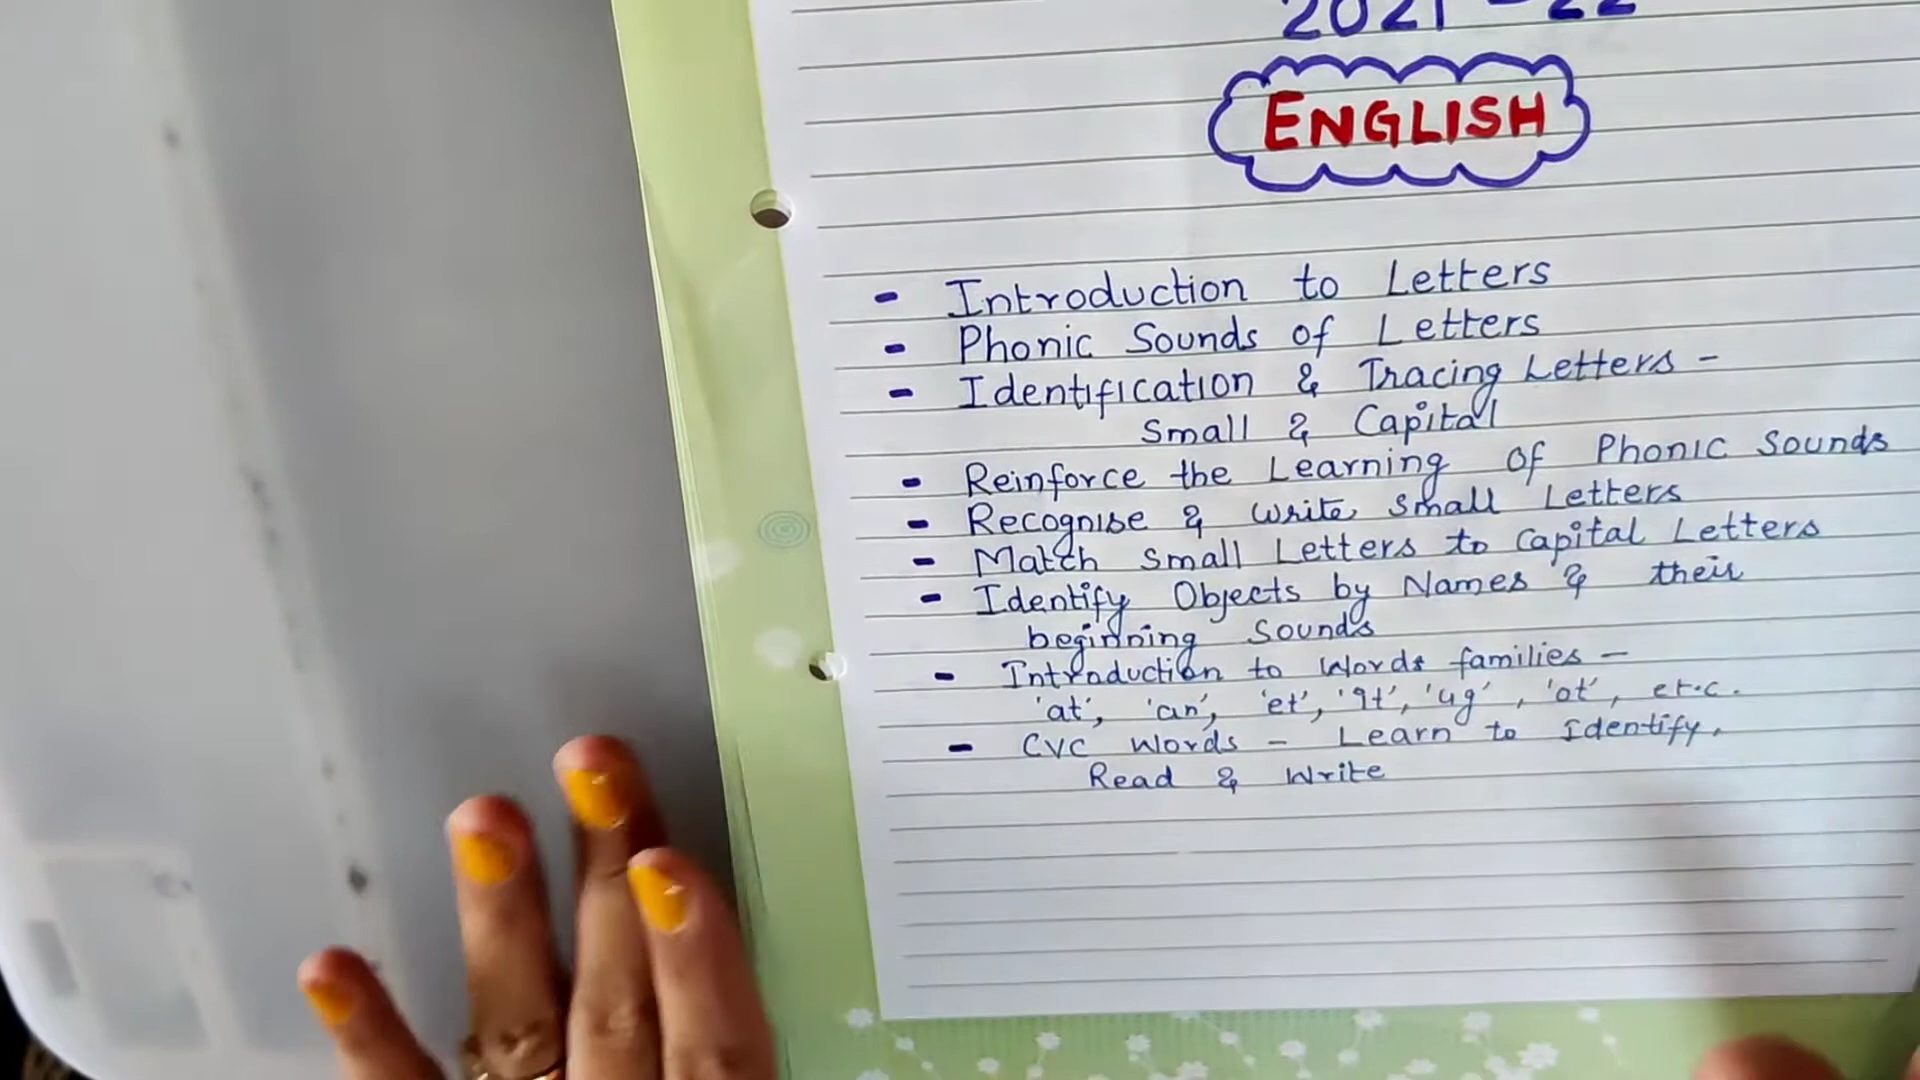 2021 - 22
ENGLISH
- Introduction to Letters
- Phonic Sounds of Letters
- Identification & Tracing Letters -
Small & Capital
- Reinforce the Learning of Phonic Sounds
- Recognise & Write Small Letters
- Match Small Letters to Capital Letters
- Identify Objects by Names & their
beginning Sounds
- Introduction to Words families -
'at', 'an', 'et', 'it', 'ug', 'ot', et.c.
- CVC Words - Learn to Identify,
Read & Write